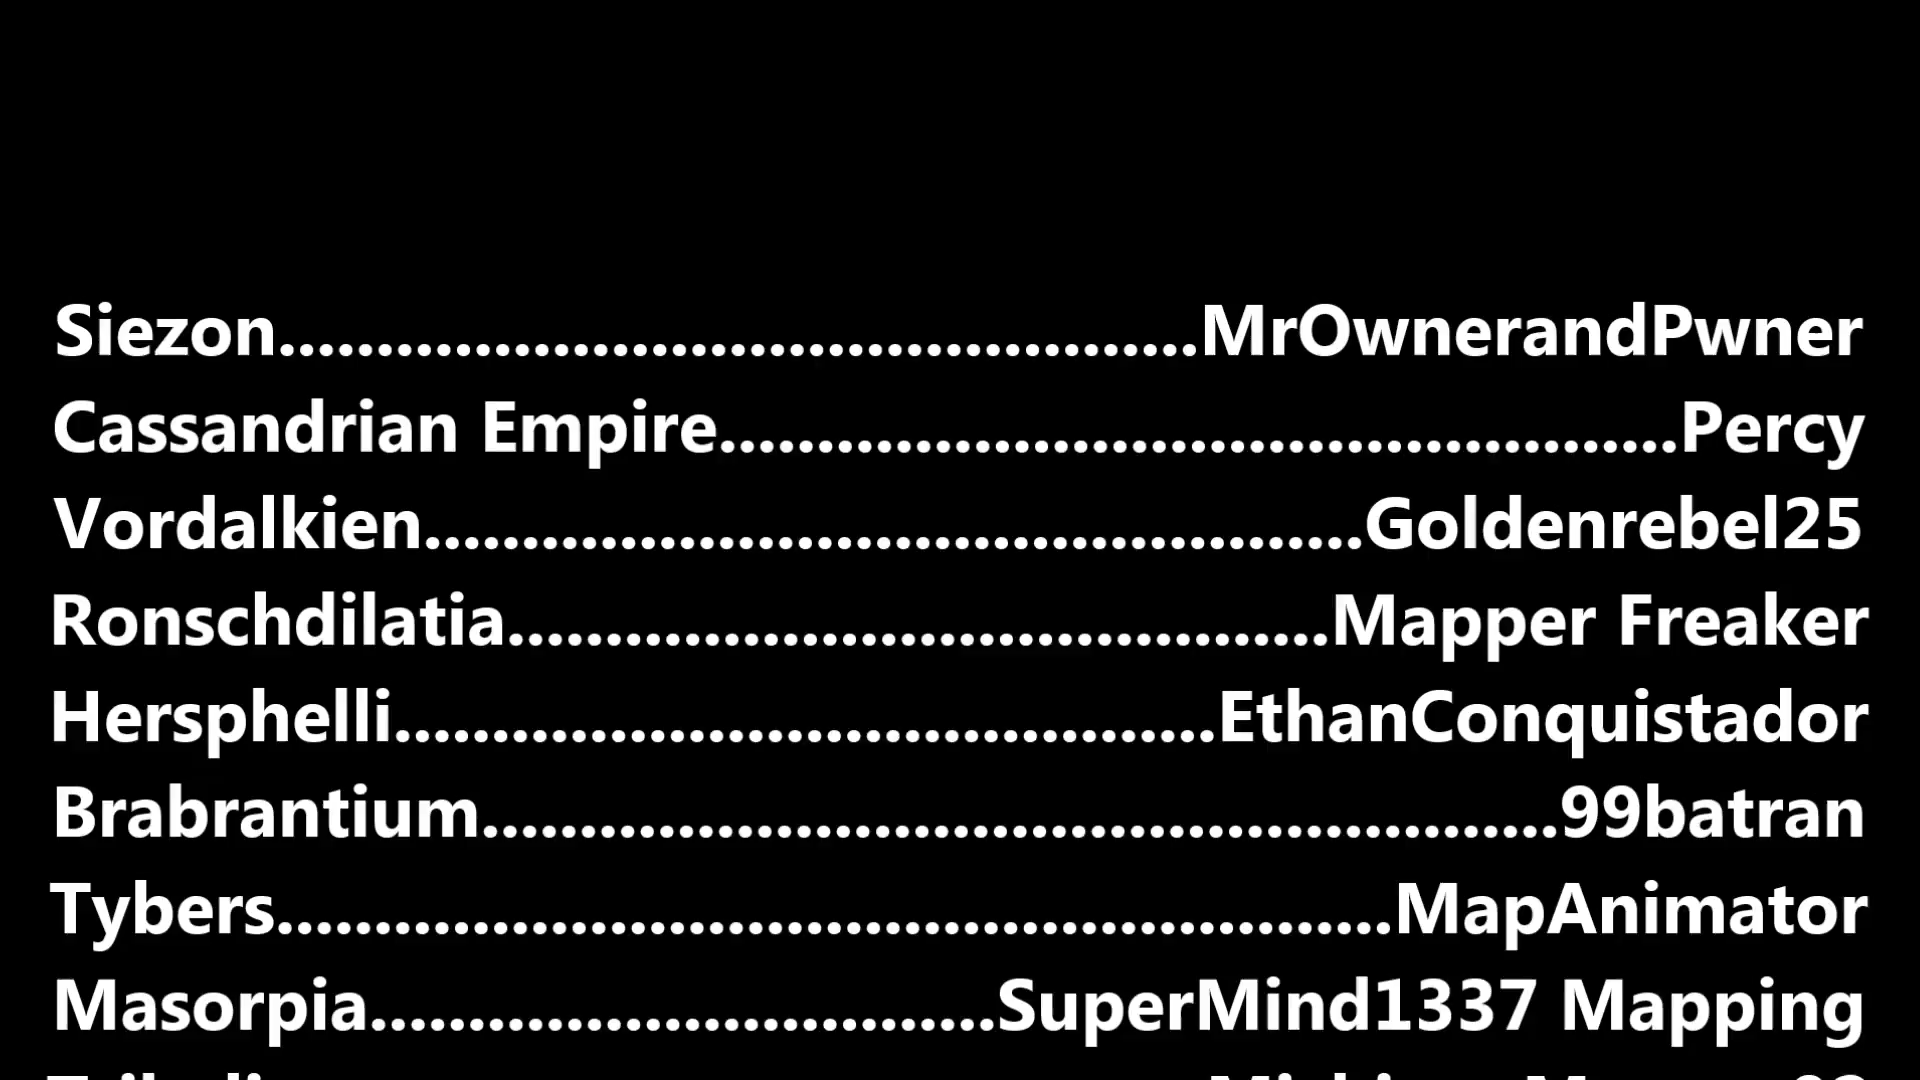 Siezon...............................................MrOwnerandPwner
Cassandrian Empire.................................................Percy
Vordalkien................................................Goldenrebel25
Ronschdilatia..........................................Mapper Freaker
Hersphelli..........................................EthanConquistador
Brabrantium.......................................................99batran
Tybers.........................................................MapAnimator
Masorpia................................SuperMind1337 Mapping